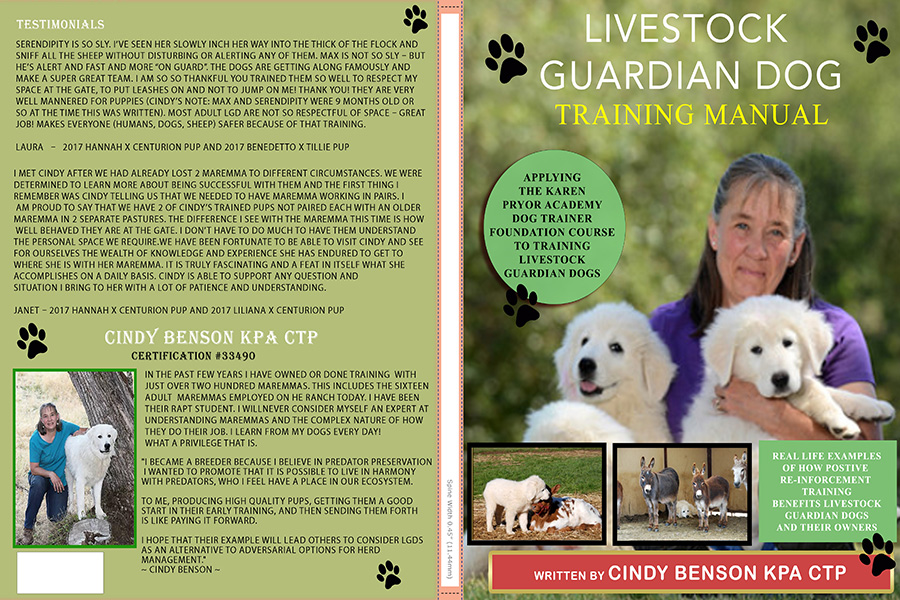 TESTIMONIALS
SERENDIPITY IS SO SLY. I'VE SEEN HER SLOWLY INCH HER WAY INTO THE THICK OF THE FLOCK AND
SNIFF ALL THE SHEEP WITHOUT DISTURBING OR ALERTING ANY OF THEM. MAX IS NOT SO SLY – BUT
HE'S ALERT AND FAST AND MORE "ON GUARD". THE DOGS ARE GETTING ALONG FAMOUSLY AND
MAKE A SUPER GREAT TEAM. I AM SO SO THANKFUL YOU TRAINED THEM SO WELL TO RESPECT MY
SPACE AT THE GATE, TO PUT LEASHES ON AND NOT TO JUMP ON ME! THANK YOU! THEY ARE VERY
WELL MANNERED FOR PUPPIES (CINDY'S NOTE: MAX AND SERENDIPITY WERE 9 MONTHS OLD OR
SO AT THE TIME THIS WAS WRITTEN). MOST ADULT LGD ARE NOT SO RESPECTFUL OF SPACE – GREAT
JOB! MAKES EVERYONE (HUMANS, DOGS, SHEEP) SAFER BECAUSE OF THAT TRAINING.
LAURA – 2017 HANNAH X CENTURION PUP AND 2017 BENEDETTO X TILLIE PUP
I MET CINDY AFTER WE HAD ALREADY LOST 2 MAREMMA TO DIFFERENT CIRCUMSTANCES. WE WERE
DETERMINED TO LEARN MORE ABOUT BEING SUCCESSFUL WITH THEM AND THE FIRST THING I
REMEMBER WAS CINDY TELLING US THAT WE NEEDED TO HAVE MAREMMA WORKING IN PAIRS. I
AM PROUD TO SAY THAT WE HAVE 2 OF CINDY'S TRAINED PUPS NOT PAIRED EACH WITH AN OLDER
MAREMMA IN 2 SEPARATE PASTURES. THE DIFFERENCE I SEE WITH THE MAREMMA THIS TIME IS HOW
WELL BEHAVED THEY ARE AT THE GATE. I DON'T HAVE TO DO MUCH TO HAVE THEM UNDERSTAND
THE PERSONAL SPACE WE REQUIRE.WE HAVE BEEN FORTUNATE TO BE ABLE TO VISIT CINDY AND SEE
FOR OURSELVES THE WEALTH OF KNOWLEDGE AND EXPERIENCE SHE HAS ENDURED TO GET TO
WHERE SHE IS WITH HER MAREMMA. IT IS TRULY FASCINATING AND A FEAT IN ITSELF WHAT SHE
ACCOMPLISHES ON A DAILY BASIS. CINDY IS ABLE TO SUPPORT ANY QUESTION AND
SITUATION I BRING TO HER WITH A LOT OF PATIENCE AND UNDERSTANDING.
JANET – 2017 HANNAH X CENTURION PUP AND 2017 LILIANA X CENTURION PUP
CINDY BENSON KPA CTP
CERTIFICATION #33490
IN THE PAST FEW YEARS I HAVE OWNED OR DONE TRAINING WITH
JUST OVER TWO HUNDRED MAREMMAS. THIS INCLUDES THE SIXTEEN
ADULT MAREMMAS EMPLOYED ON HE RANCH TODAY. I HAVE BEEN
THEIR RAPT STUDENT. I WILL NEVER CONSIDER MYSELF AN EXPERT AT
UNDERSTANDING MAREMMAS AND THE COMPLEX NATURE OF HOW
THEY DO THEIR JOB. I LEARN FROM MY DOGS EVERY DAY!
WHAT A PRIVILEGE THAT IS.
"I BECAME A BREEDER BECAUSE I BELIEVE IN PREDATOR PRESERVATION
I WANTED TO PROMOTE THAT IT IS POSSIBLE TO LIVE IN HARMONY
WITH PREDATORS, WHO I FEEL HAVE A PLACE IN OUR ECOSYSTEM.
TO ME, PRODUCING HIGH QUALITY PUPS, GETTING THEM A GOOD
START IN THEIR EARLY TRAINING, AND THEN SENDING THEM FORTH
IS LIKE PAYING IT FORWARD.
I HOPE THAT THEIR EXAMPLE WILL LEAD OTHERS TO CONSIDER LGDS
AS AN ALTERNATIVE TO ADVERSARIAL OPTIONS FOR HERD
MANAGEMENT."
~ CINDY BENSON ~
Spine Width 0.45" (11.44mm)
LIVESTOCK
GUARDIAN DOG
TRAINING MANUAL
APPLYING
THE KAREN
PRYOR ACADEMY
DOG TRAINER
FOUNDATION COURSE
TO TRAINING
LIVESTOCK
GUARDIAN DOGS
REAL LIFE EXAMPLES
OF HOW POSTIVE
RE-INFORCEMENT
TRAINING
BENEFITS LIVESTOCK
GUARDIAN DOGS
AND THEIR OWNERS
WRITTEN BY CINDY BENSON KPA CTP